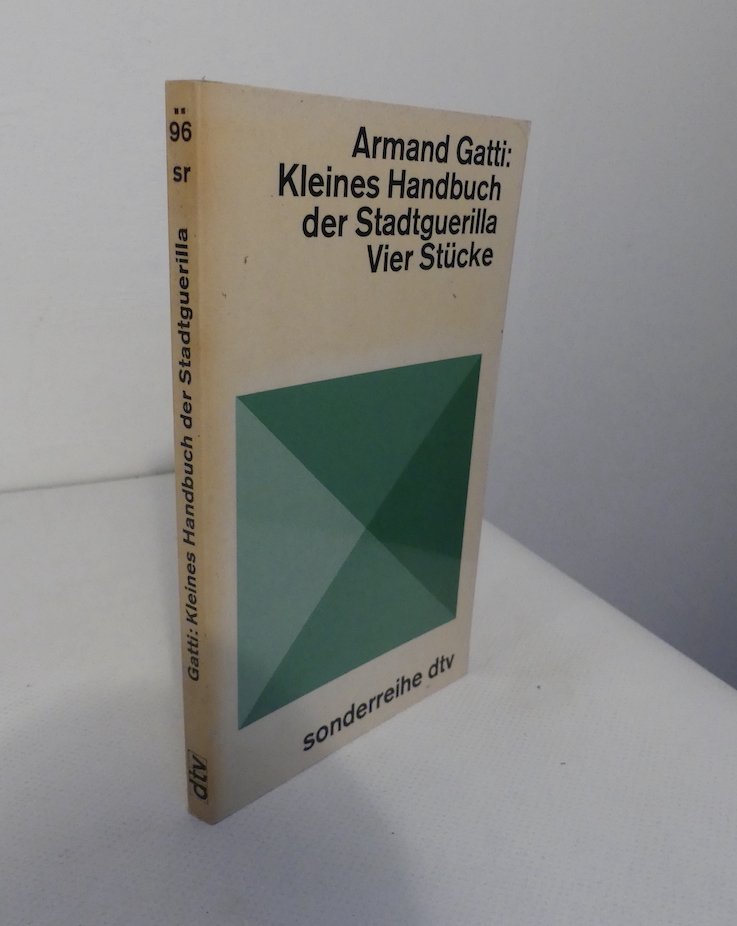 Armand Gatti:
Kleines Handbuch
der Stadtguerilla
Vier Stücke
sonderreihe dtv
96
sr
Gatti: Kleines Handbuch der Stadtguerilla
dtv